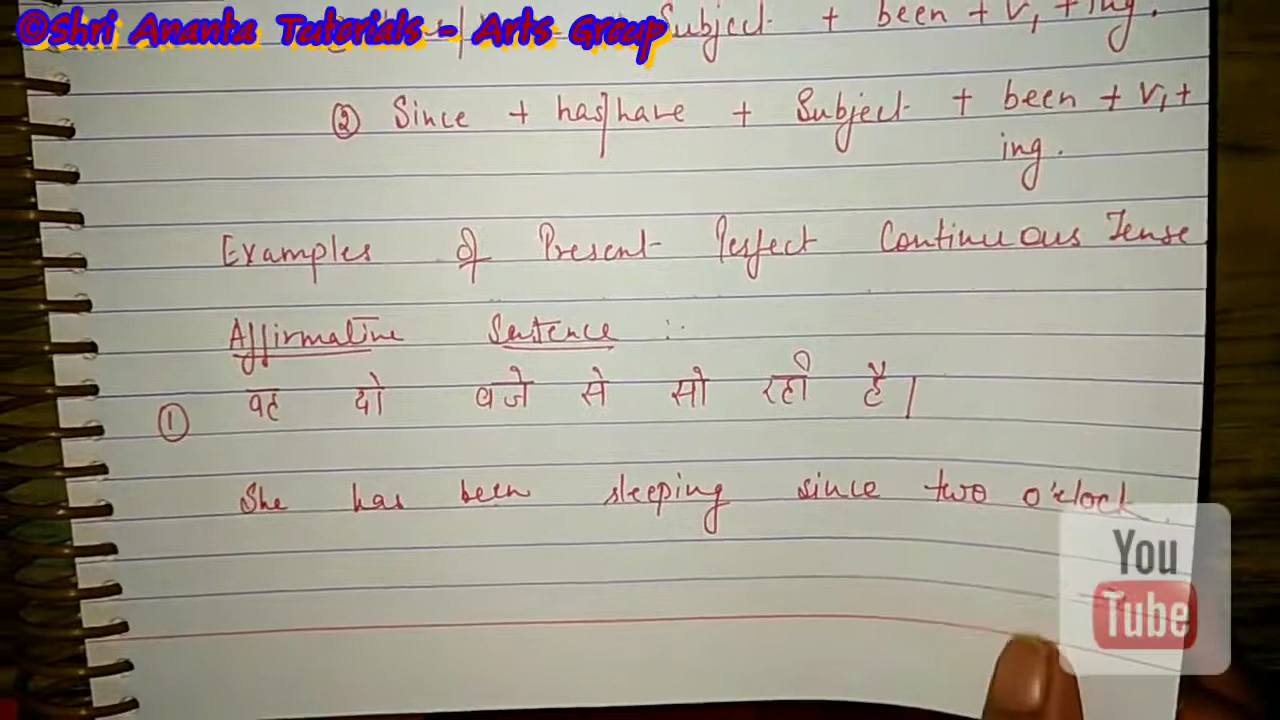 ©Shri Ananta Tutorials - Arts Group
Subject + been + V1 + ing.
② Since + has/have + Subject + been + V1 +
ing.
Examples of Present Perfect Continuous Tense
Affirmative Sentence :
① वह दो बजे से सो रही है।
She has been sleeping since two o'clock.
You
Tube